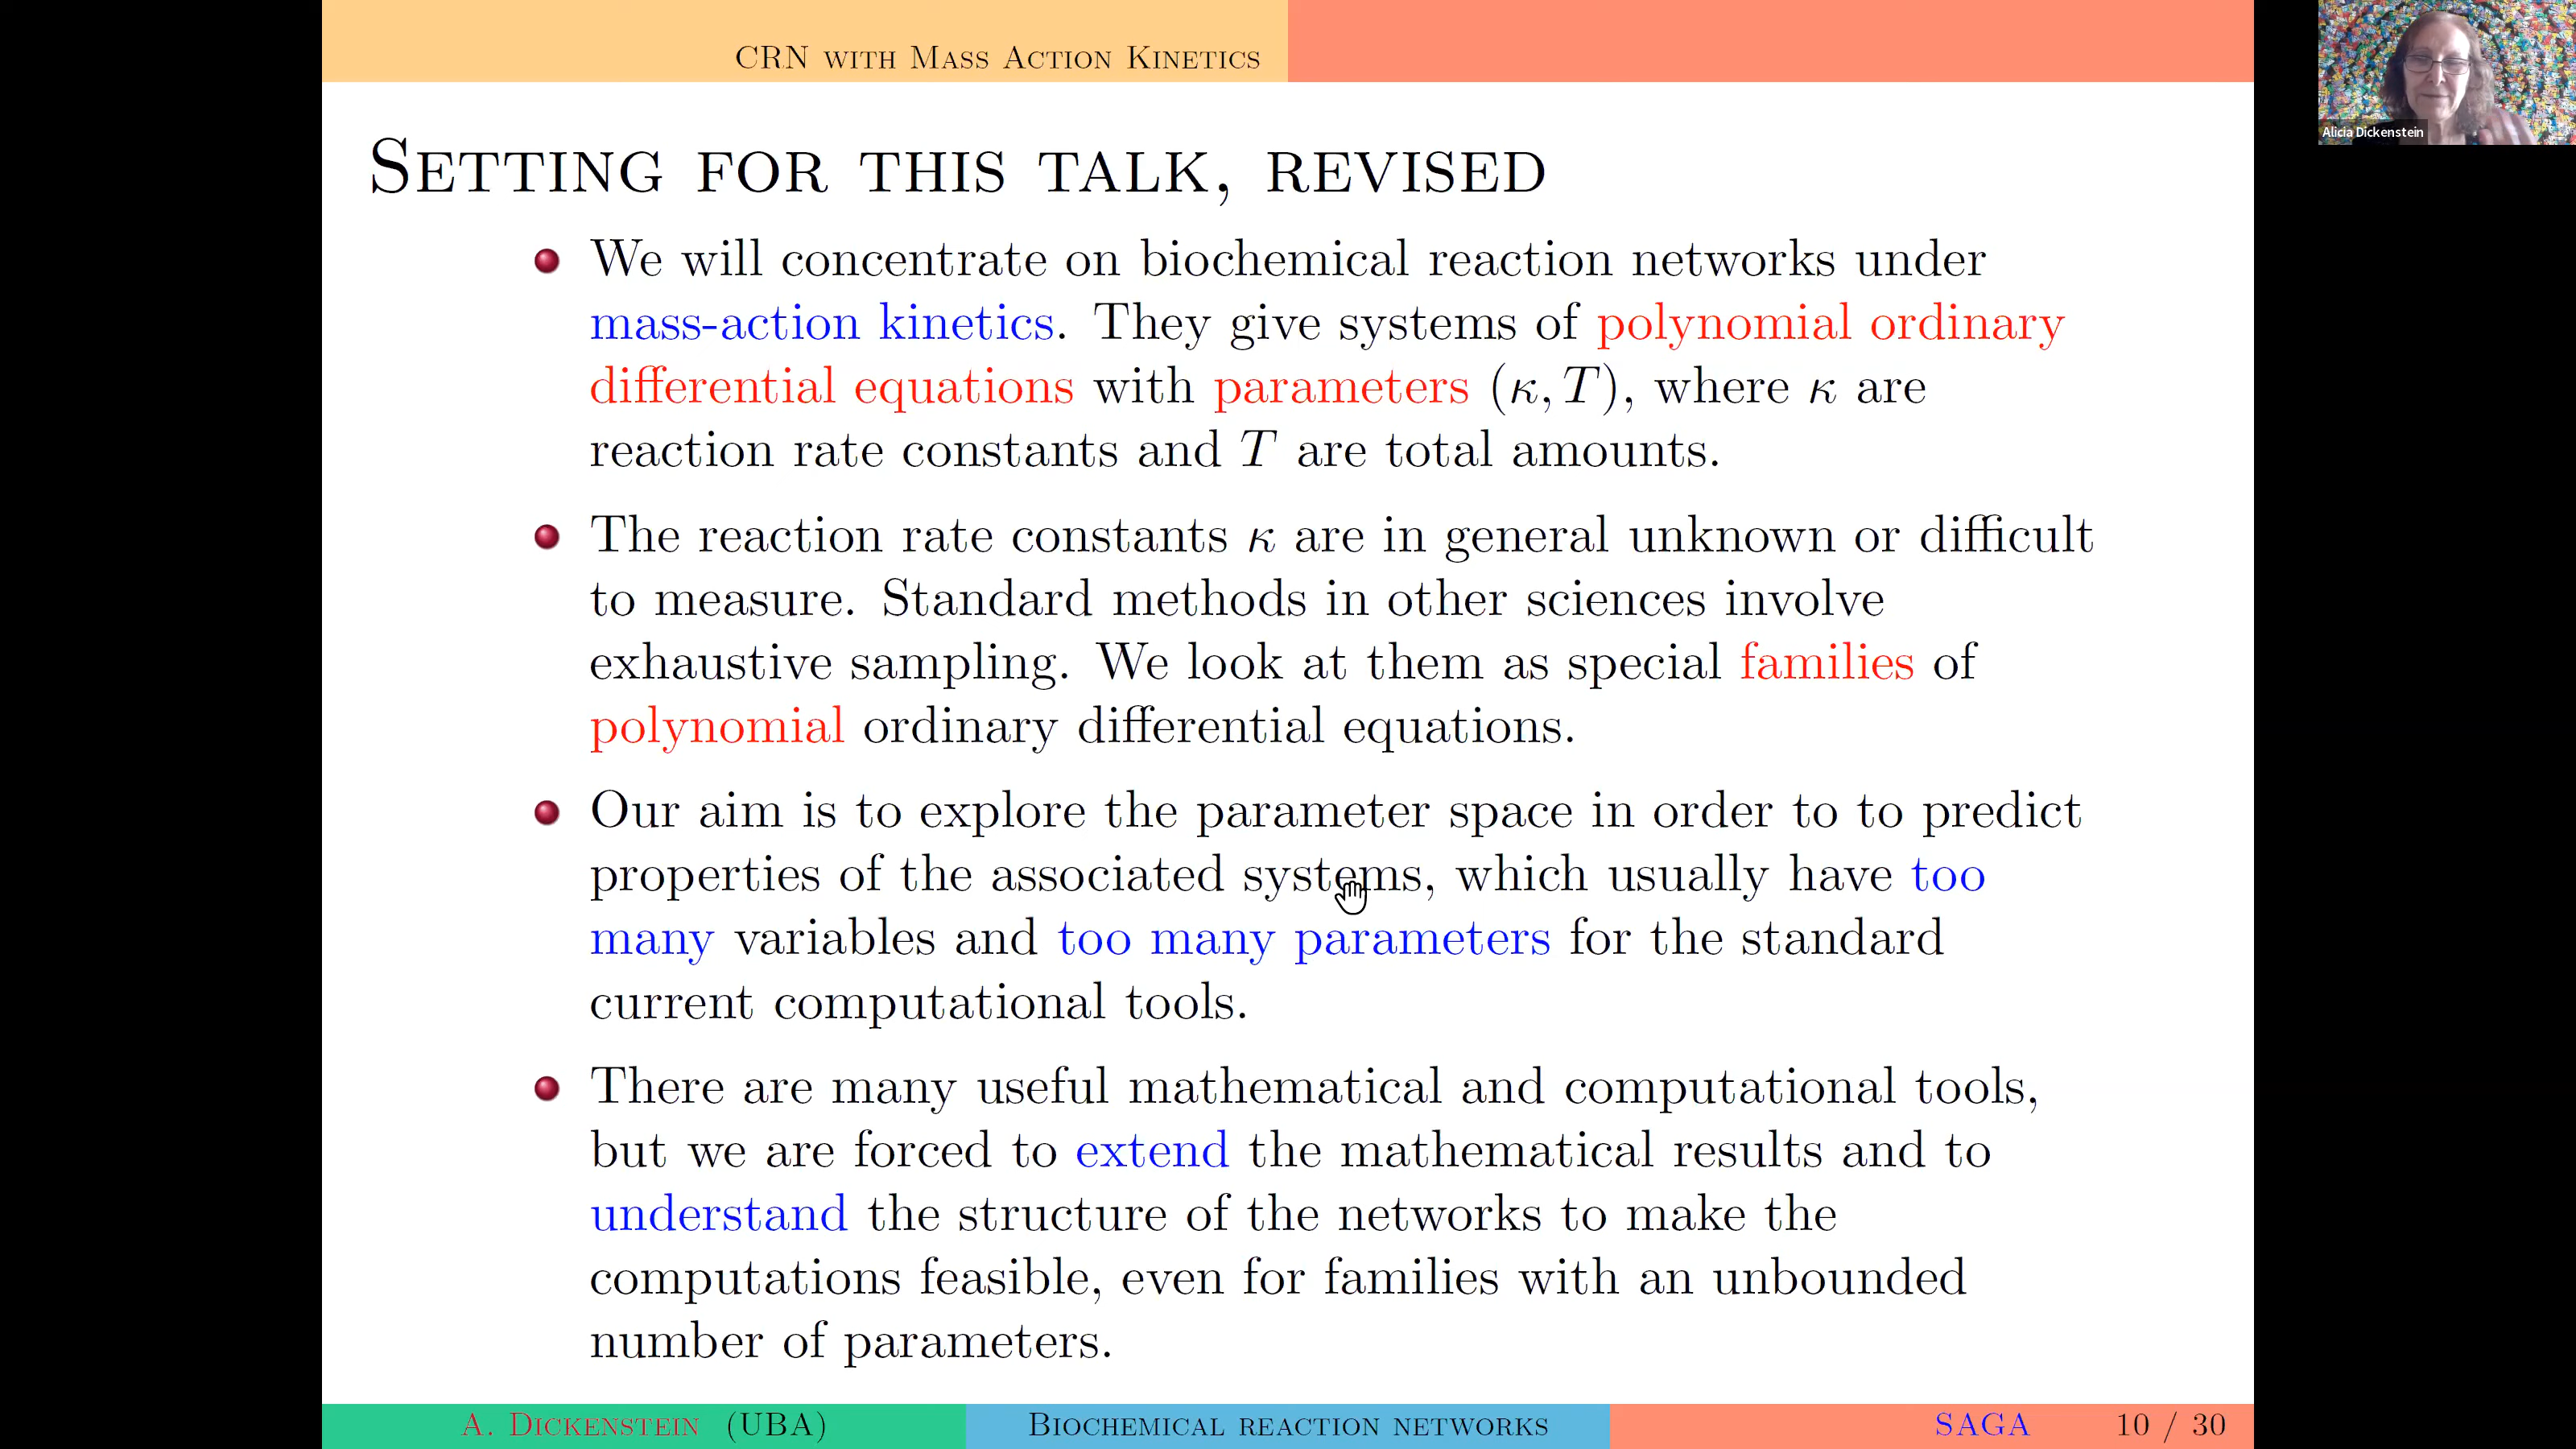 CRN with Mass Action Kinetics
Alicia Dickenstein
Setting for this talk, revised
We will concentrate on biochemical reaction networks under
mass-action kinetics. They give systems of polynomial ordinary
differential equations with parameters (κ, T), where κ are
reaction rate constants and T are total amounts.
The reaction rate constants κ are in general unknown or difficult
to measure. Standard methods in other sciences involve
exhaustive sampling. We look at them as special families of
polynomial ordinary differential equations.
Our aim is to explore the parameter space in order to to predict
properties of the associated systems, which usually have too
many variables and too many parameters for the standard
current computational tools.
There are many useful mathematical and computational tools,
but we are forced to extend the mathematical results and to
understand the structure of the networks to make the
computations feasible, even for families with an unbounded
number of parameters.
A. Dickenstein (UBA)
Biochemical reaction networks
SAGA
10 / 30